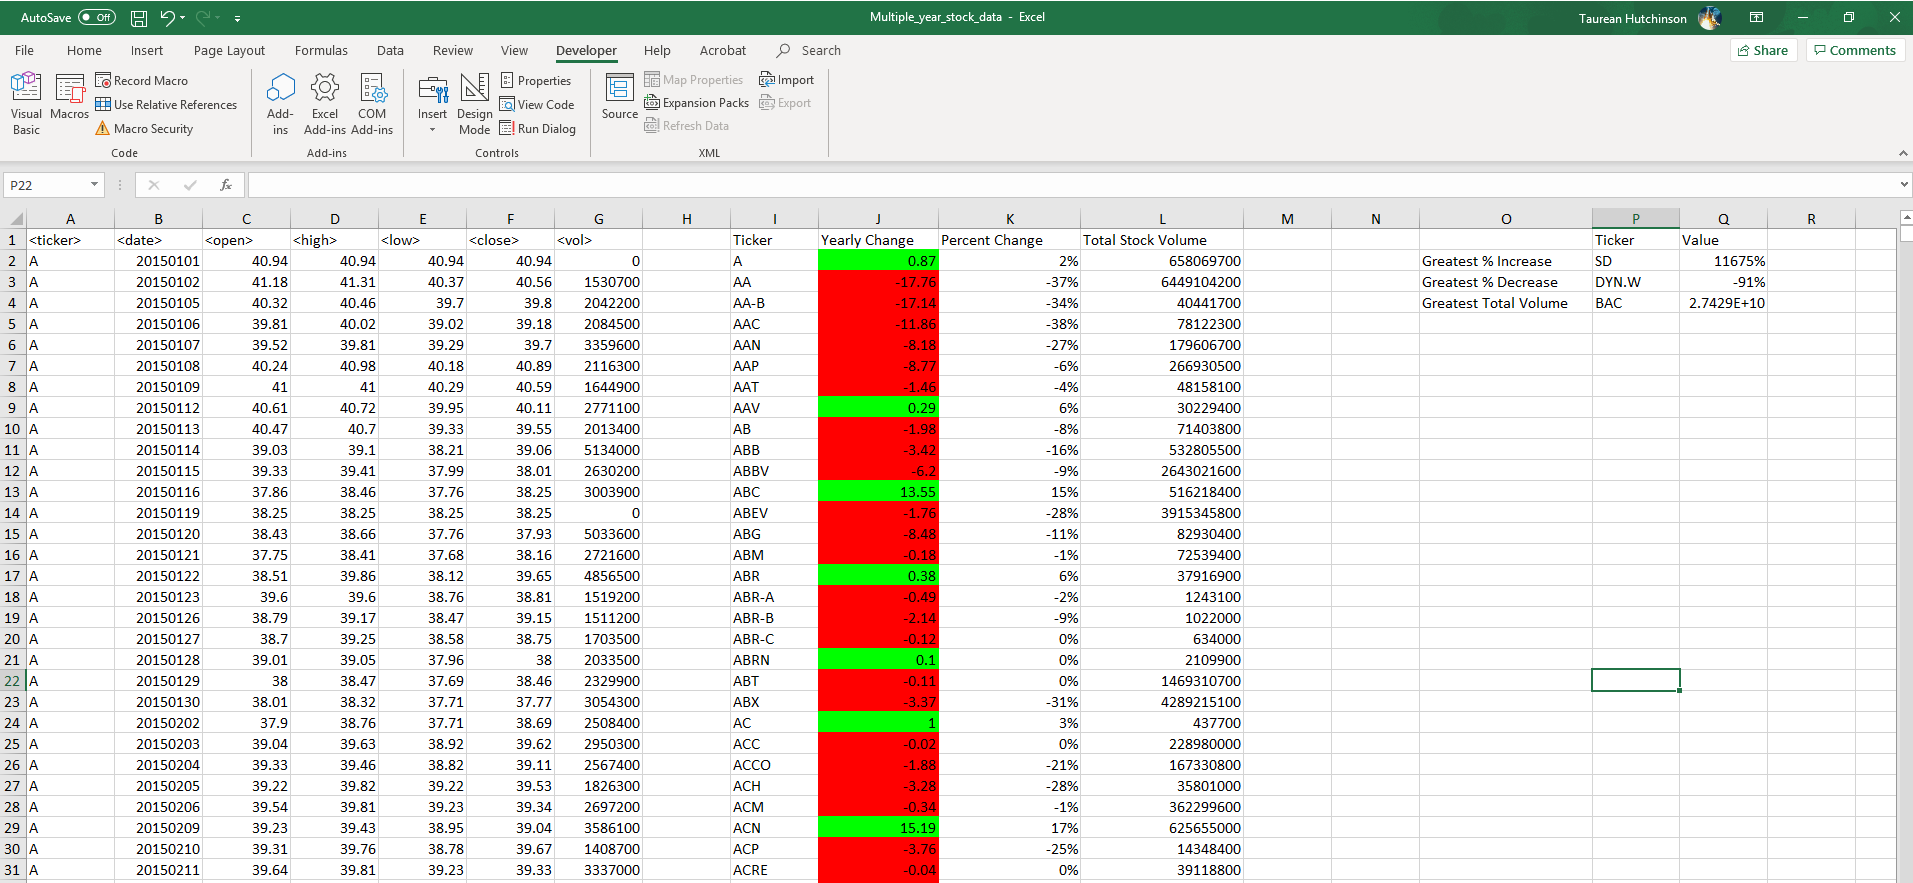 AutoSave Off Multiple_year_stock_data - Excel Taurean Hutchinson
File Home Insert Page Layout Formulas Data Review View Developer Help Acrobat Search Share Comments
Visual Basic
Macros
Record Macro
Use Relative References
Macro Security
Code
Add-ins
Excel Add-ins
COM Add-ins
Add-ins
Insert
Design Mode
Properties
View Code
Run Dialog
Controls
Source
Map Properties
Expansion Packs
Refresh Data
Import
Export
XML
P22 fx
A B C D E F G H I J K L M N O P Q R
1 <ticker> <date> <open> <high> <low> <close> <vol> Ticker Yearly Change Percent Change Total Stock Volume Ticker Value
2 A 20150101 40.94 40.94 40.94 40.94 0 A 0.87 2% 658069700 Greatest % Increase SD 11675%
3 A 20150102 41.18 41.31 40.37 40.56 1530700 AA -17.76 -37% 6449104200 Greatest % Decrease DYN.W -91%
4 A 20150105 40.32 40.46 39.7 39.8 2042200 AA-B -17.14 -34% 40441700 Greatest Total Volume BAC 2.7429E+10
5 A 20150106 39.81 40.02 39.02 39.18 2084500 AAC -11.86 -38% 78122300
6 A 20150107 39.52 39.81 39.29 39.7 3359600 AAN -8.18 -27% 179606700
7 A 20150108 40.24 40.98 40.18 40.89 2116300 AAP -8.77 -6% 266930500
8 A 20150109 41 41 40.29 40.59 1644900 AAT -1.46 -4% 48158100
9 A 20150112 40.61 40.72 39.95 40.11 2771100 AAV 0.29 6% 30229400
10 A 20150113 40.47 40.7 39.33 39.55 2013400 AB -1.98 -8% 71403800
11 A 20150114 39.03 39.1 38.21 39.06 5134000 ABB -3.42 -16% 532805500
12 A 20150115 39.33 39.41 37.99 38.01 2630200 ABBV -6.2 -9% 2643021600
13 A 20150116 37.86 38.46 37.76 38.25 3003900 ABC 13.55 15% 516218400
14 A 20150119 38.25 38.25 38.25 38.25 0 ABEV -1.76 -28% 3915345800
15 A 20150120 38.43 38.66 37.76 37.93 5033600 ABG -8.48 -11% 82930400
16 A 20150121 37.75 38.41 37.68 38.16 2721600 ABM -0.18 -1% 72539400
17 A 20150122 38.51 39.86 38.12 39.65 4856500 ABR 0.38 6% 37916900
18 A 20150123 39.6 39.6 38.76 38.81 1519200 ABR-A -0.49 -2% 1243100
19 A 20150126 38.79 39.17 38.47 39.15 1511200 ABR-B -2.14 -9% 1022000
20 A 20150127 38.7 39.25 38.58 38.75 1703500 ABR-C -0.12 0% 634000
21 A 20150128 39.01 39.05 37.96 38 2033500 ABRN 0.1 0% 2109900
22 A 20150129 38 38.47 37.69 38.46 2329900 ABT -0.11 0% 1469310700
23 A 20150130 38.01 38.32 37.71 37.77 3054300 ABX -3.37 -31% 4289215100
24 A 20150202 37.9 38.76 37.71 38.69 2508400 AC 1 3% 437700
25 A 20150203 39.04 39.63 38.92 39.62 2950300 ACC -0.02 0% 228980000
26 A 20150204 39.33 39.46 38.82 39.11 2567400 ACCO -1.88 -21% 167330800
27 A 20150205 39.22 39.82 39.22 39.53 1826300 ACH -3.28 -28% 35801000
28 A 20150206 39.54 39.81 39.23 39.34 2697200 ACM -0.34 -1% 362299600
29 A 20150209 39.23 39.43 38.95 39.04 3586100 ACN 15.19 17% 625655000
30 A 20150210 39.31 39.76 38.78 39.67 1408700 ACP -3.76 -25% 14348400
31 A 20150211 39.64 39.81 39.23 39.33 3337000 ACRE -0.04 0% 39118800